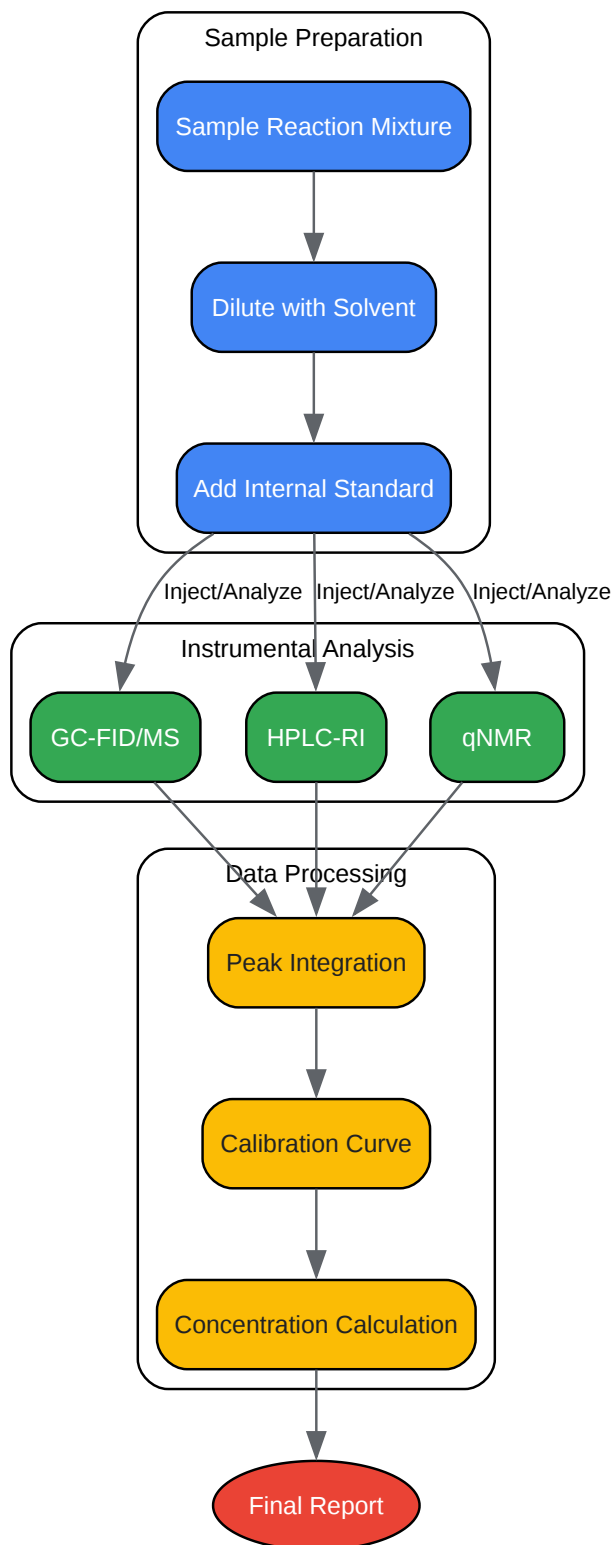 Sample Preparation
Sample Reaction Mixture
Dilute with Solvent
Add Internal Standard
Inject/Analyze
Inject/Analyze
Inject/Analyze
Instrumental Analysis
GC-FID/MS
HPLC-RI
qNMR
Data Processing
Peak Integration
Calibration Curve
Concentration Calculation
Final Report